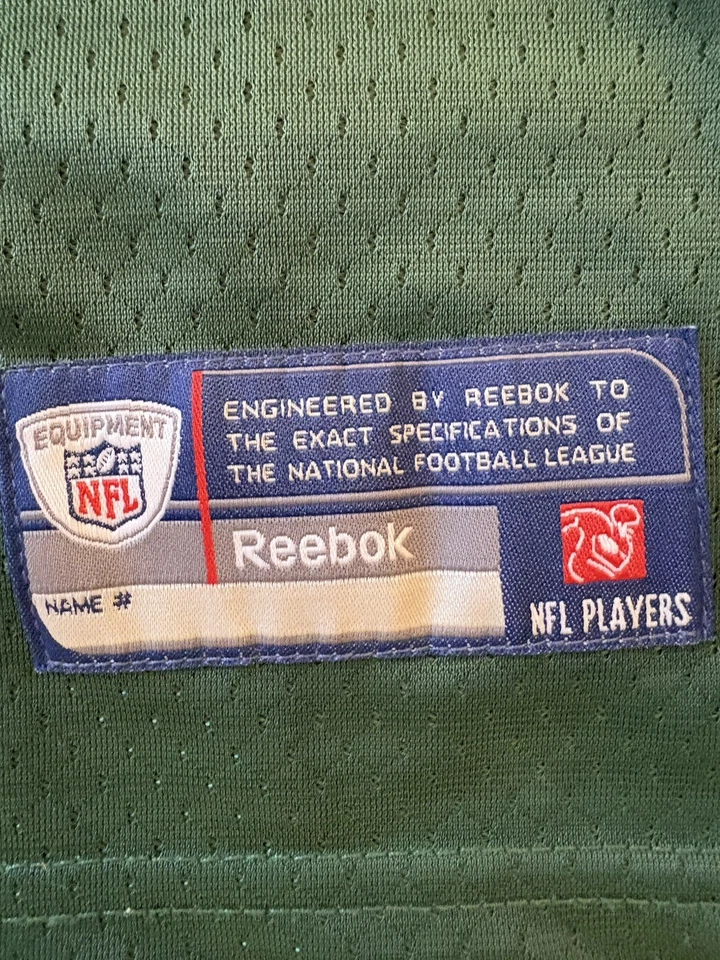 EQUIPMENT
NFL
ENGINEERED BY REEBOK TO
THE EXACT SPECIFICATIONS OF
THE NATIONAL FOOTBALL LEAGUE
Reebok
NAME #
NFL PLAYERS